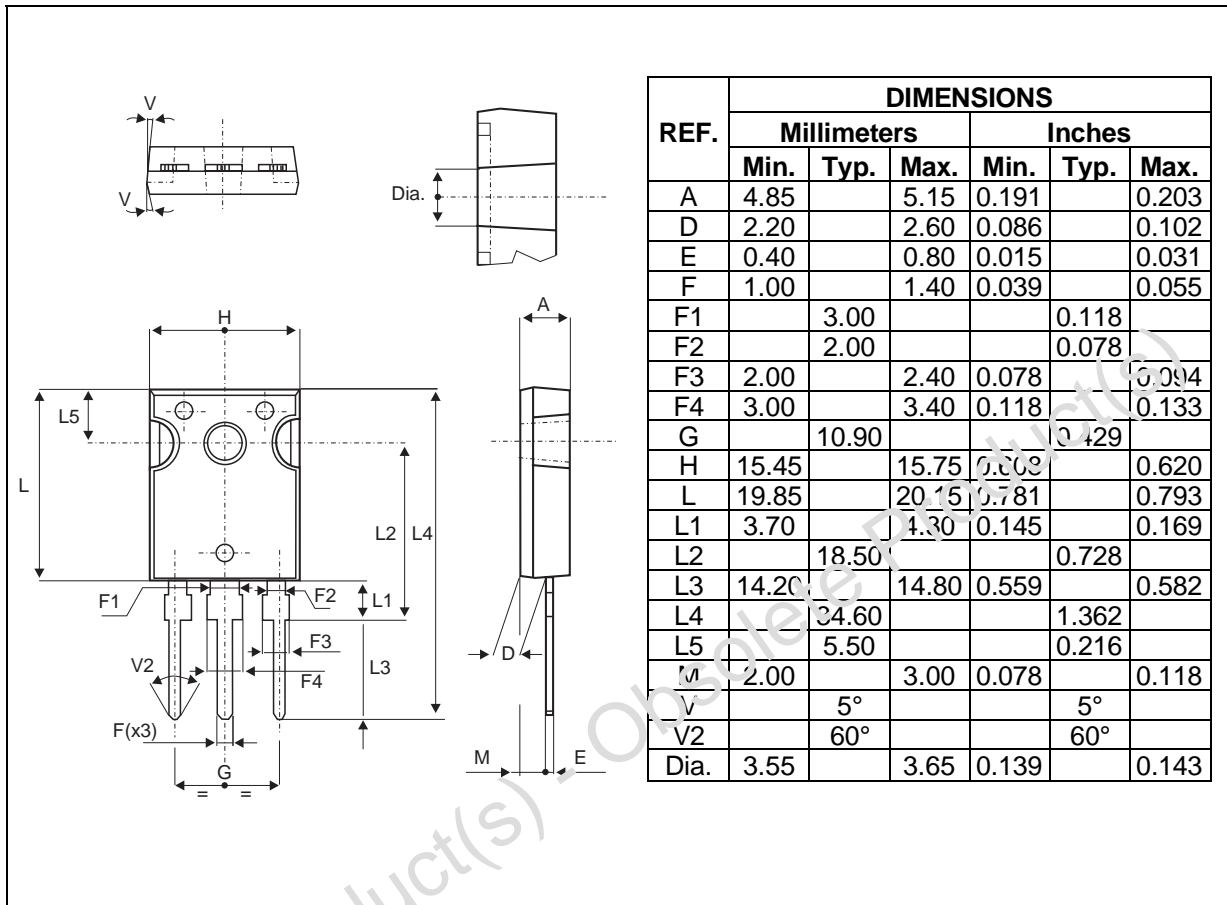 V
V
Dia.
H
A
L5
L
L2
L4
F1
F2
L1
F3
V2
D
L3
F4
F(x3)
M
E
G
= =
REF. DIMENSIONS
Millimeters Inches
Min. Typ. Max. Min. Typ. Max.
A 4.85 5.15 0.191 0.203
D 2.20 2.60 0.086 0.102
E 0.40 0.80 0.015 0.031
F 1.00 1.40 0.039 0.055
F1 3.00 0.118
F2 2.00 0.078
F3 2.00 2.40 0.078 0.094
F4 3.00 3.40 0.118 0.133
G 10.90 0.429
H 15.45 15.75 0.608 0.620
L 19.85 20.15 0.781 0.793
L1 3.70 4.30 0.145 0.169
L2 18.50 0.728
L3 14.20 14.80 0.559 0.582
L4 34.60 1.362
L5 5.50 0.216
M 2.00 3.00 0.078 0.118
V 5° 5°
V2 60° 60°
Dia. 3.55 3.65 0.139 0.143
duct(s) - Obsolete Product(s)